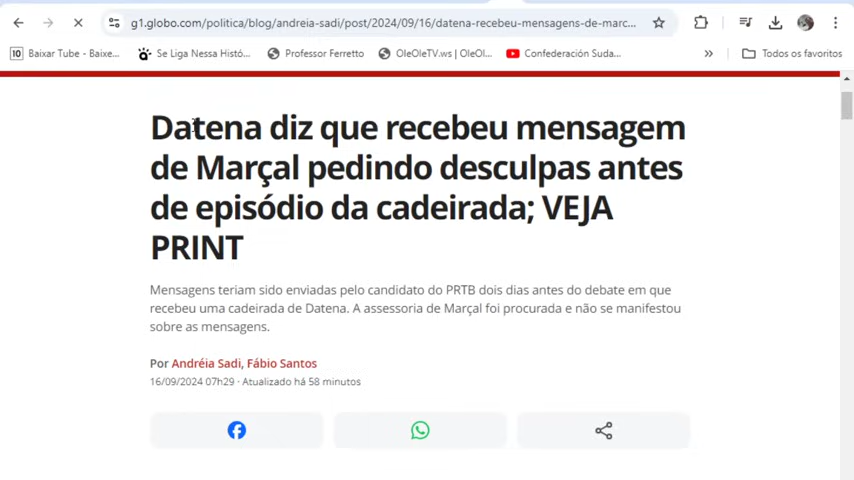 g1.globo.com/politica/blog/andreia-sadi/post/2024/09/16/datena-recebeu-mensagens-de-marc...
10 Baixar Tube - Baixe... Se Liga Nessa Histó... Professor Ferretto OleOleTV.ws | OleOl... Confederación Suda... » Todos os favoritos
Datena diz que recebeu mensagem
de Marçal pedindo desculpas antes
de episódio da cadeirada; VEJA
PRINT
Mensagens teriam sido enviadas pelo candidato do PRTB dois dias antes do debate em que
recebeu uma cadeirada de Datena. A assessoria de Marçal foi procurada e não se manifestou
sobre as mensagens.
Por Andréia Sadi, Fábio Santos
16/09/2024 07h29 · Atualizado há 58 minutos